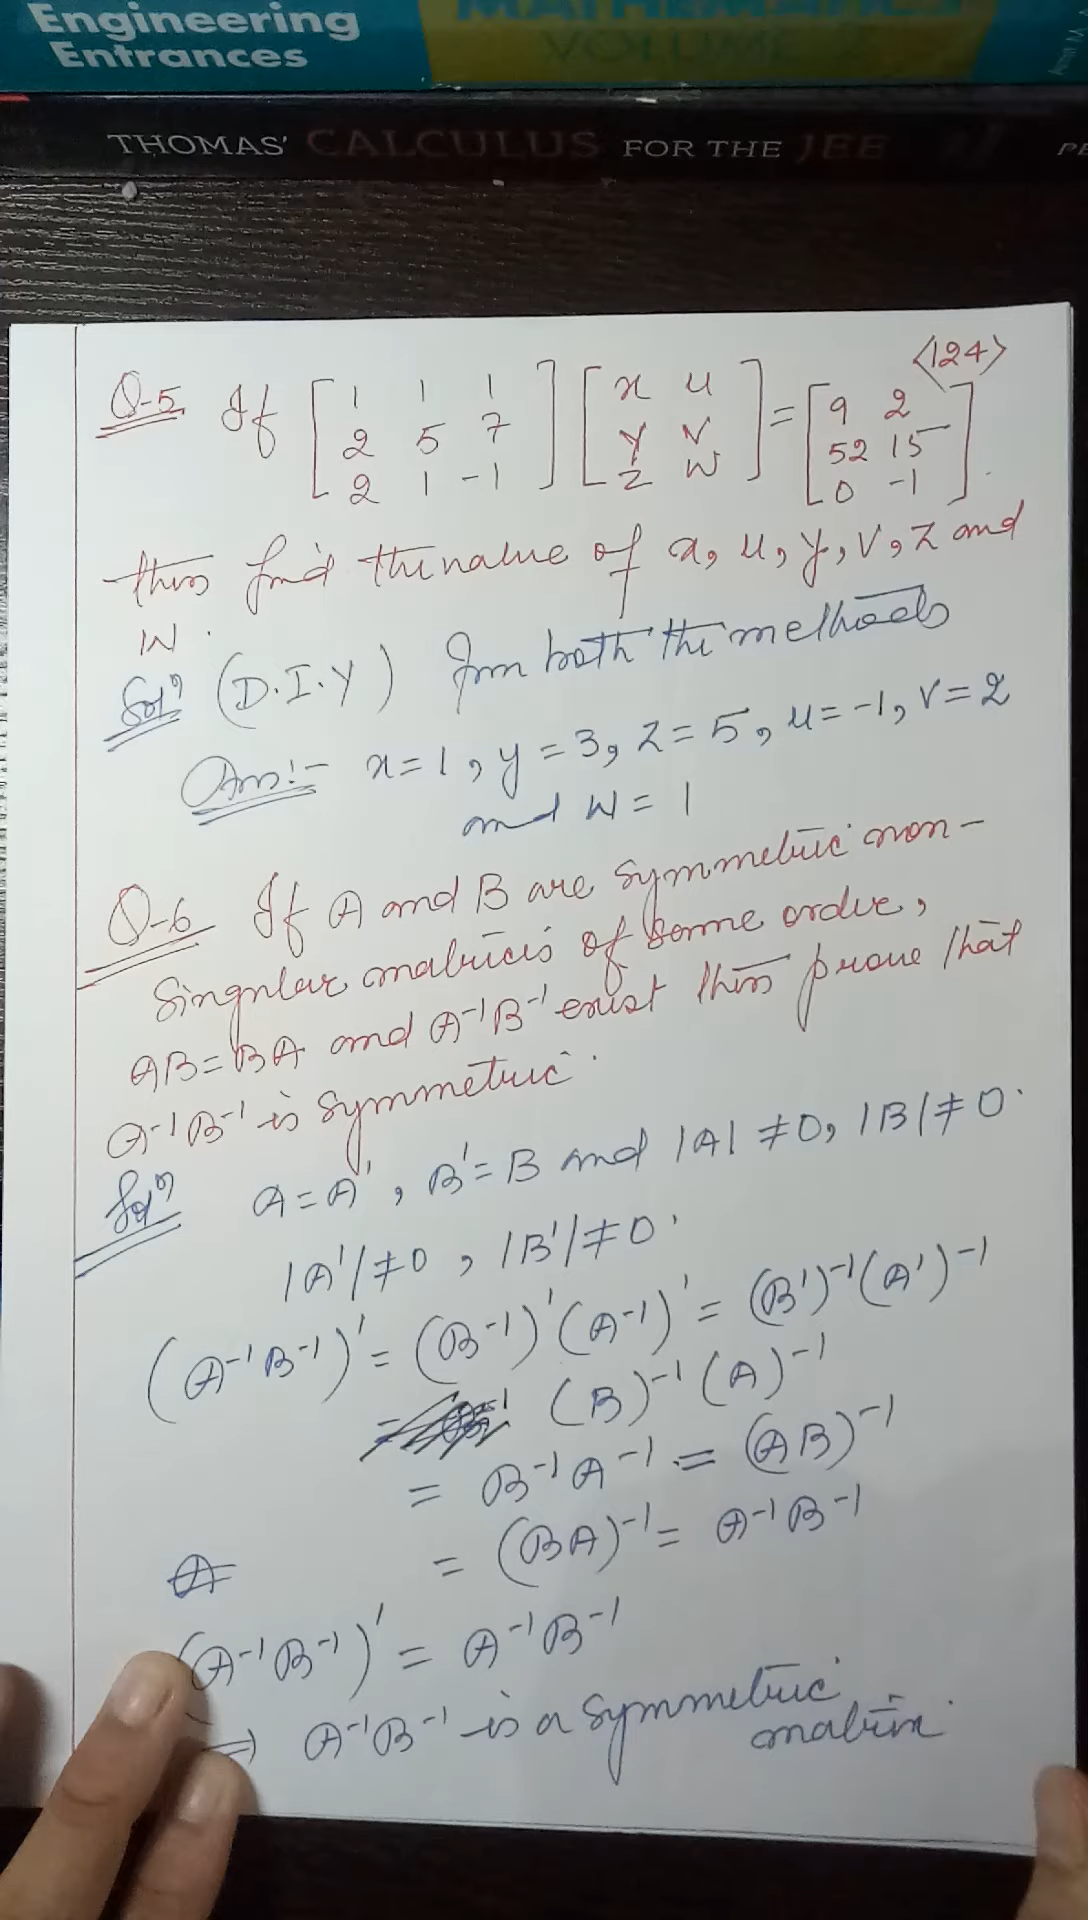 Engineering
Entrances
MATHEMATICS
VOLUME
THOMAS' CALCULUS FOR THE JEE
<124>
Q-5 If [1 1 1; 2 5 7; 2 1 -1] [x u; y v; z w] = [9 2; 52 15; 0 -1].
then find the value of x, u, y, v, z and
w.
Solⁿ (D.I.Y) from both the methods
Ans:- x=1, y=3, z=5, u=-1, v=2
and w=1
Q-6 If A and B are symmetric non-
singular matrices of same order,
AB=BA and A⁻¹B⁻¹ exist then prove that
A⁻¹B⁻¹ is symmetric.
Solⁿ A=A', B'=B and |A|≠0, |B|≠0.
|A'|≠0, |B'|≠0.
(A⁻¹B⁻¹)' = (B⁻¹)'(A⁻¹)' = (B')⁻¹(A')⁻¹
= (B)⁻¹(A)⁻¹
= B⁻¹A⁻¹ = (AB)⁻¹
= (BA)⁻¹ = A⁻¹B⁻¹
(A⁻¹B⁻¹)' = A⁻¹B⁻¹
⇒ A⁻¹B⁻¹ is a symmetric
matrix.